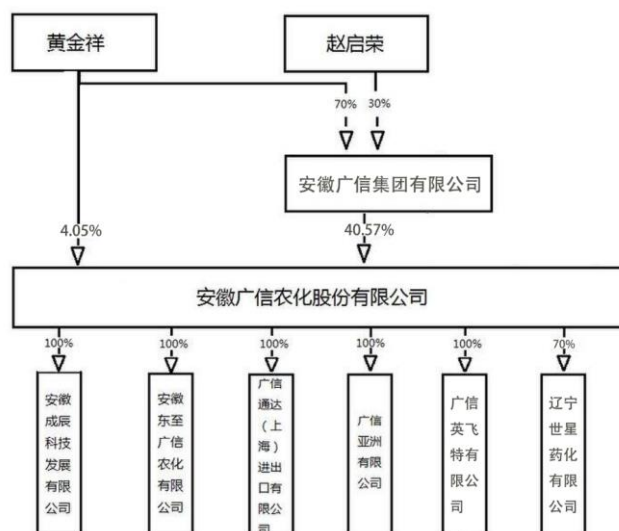 黄金祥
赵启荣
70%
30%
安徽广信集团有限公司
4.05%
40.57%
安徽广信农化股份有限公司
100%
100%
100%
100%
100%
70%
安徽
成辰
科技
发展
有限
公司
安徽
东至
广信
农化
有限
公司
广信
通达
（上
海）
进出
口有
限公
司
广信
亚洲
有限
公司
广信
英飞
特有
限公
司
辽宁
世星
药化
有限
公司